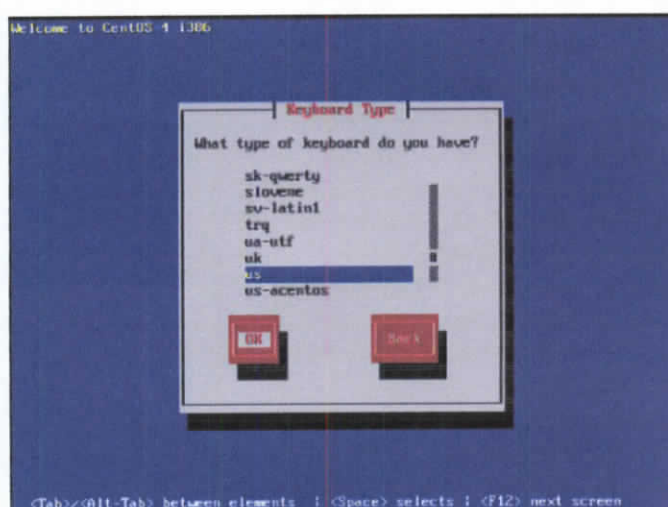 Welcome to CentOS 4 i386
Keyboard Type
What type of keyboard do you have?
sk-qwerty
slovene
sv-latin1
trq
ua-utf
uk
us
us-acentos
OK
Back
<Tab>/<Alt-Tab> between elements | <Space> selects | <F12> next screen